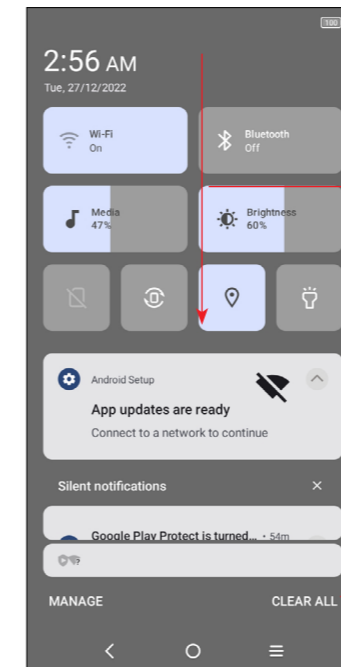 100
2:56 AM
Tue, 27/12/2022
Wi-Fi
On
Bluetooth
Off
Media
47%
Brightness
60%
Android Setup
App updates are ready
Connect to a network to continue
Silent notifications
Google Play Protect is turned… • 54m
MANAGE
CLEAR ALL